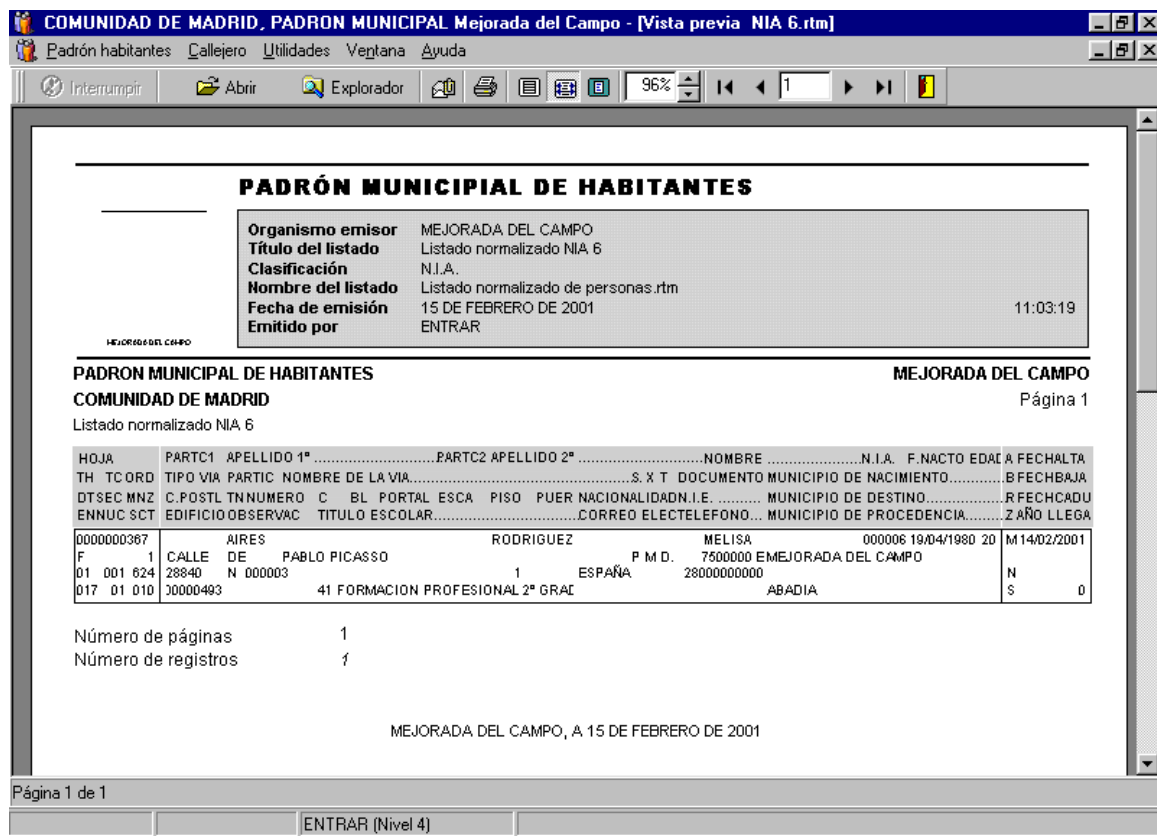 COMUNIDAD DE MADRID, PADRON MUNICIPAL Mejorada del Campo - [Vista previa NIA 6.rtm]
Padrón habitantes Callejero Utilidades Ventana Ayuda
Interrumpir Abrir Explorador 96% 1
PADRÓN MUNICIPIAL DE HABITANTES
Organismo emisor MEJORADA DEL CAMPO
Título del listado Listado normalizado NIA 6
Clasificación N.I.A.
Nombre del listado Listado normalizado de personas.rtm
Fecha de emisión 15 DE FEBRERO DE 2001 11:03:19
Emitido por ENTRAR
MEJORADA DEL CAMPO
PADRON MUNICIPAL DE HABITANTES MEJORADA DEL CAMPO
COMUNIDAD DE MADRID Página 1
Listado normalizado NIA 6
HOJA PARTC1 APELLIDO 1º ............................PARTC2 APELLIDO 2º ............................NOMBRE .....................N.I.A. F.NACTO EDAD A FECHALTA
TH TC ORD TIPO VIA PARTIC NOMBRE DE LA VIA..................................................S. X T DOCUMENTO MUNICIPIO DE NACIMIENTO............B FECHBAJA
DTSEC MNZ C.POSTL TNNUMERO C BL PORTAL ESCA PISO PUER NACIONALIDADN.I.E. .......... MUNICIPIO DE DESTINO.................R FECHCADU
ENNUC SCT EDIFICIO OBSERVAC TITULO ESCOLAR................................CORREO ELECTELEFONO... MUNICIPIO DE PROCEDENCIA.........Z AÑO LLEGA
0000000367 AIRES RODRIGUEZ MELISA 000006 19/04/1980 20 M 14/02/2001
F 1 CALLE DE PABLO PICASSO P M D. 7500000 EMEJORADA DEL CAMPO
01 001 624 28840 N 000003 1 ESPAÑA 28000000000 N
017 01 010 00000493 41 FORMACION PROFESIONAL 2º GRAD ABADIA S 0
Número de páginas 1
Número de registros 1
MEJORADA DEL CAMPO, A 15 DE FEBRERO DE 2001
Página 1 de 1
ENTRAR (Nivel 4)